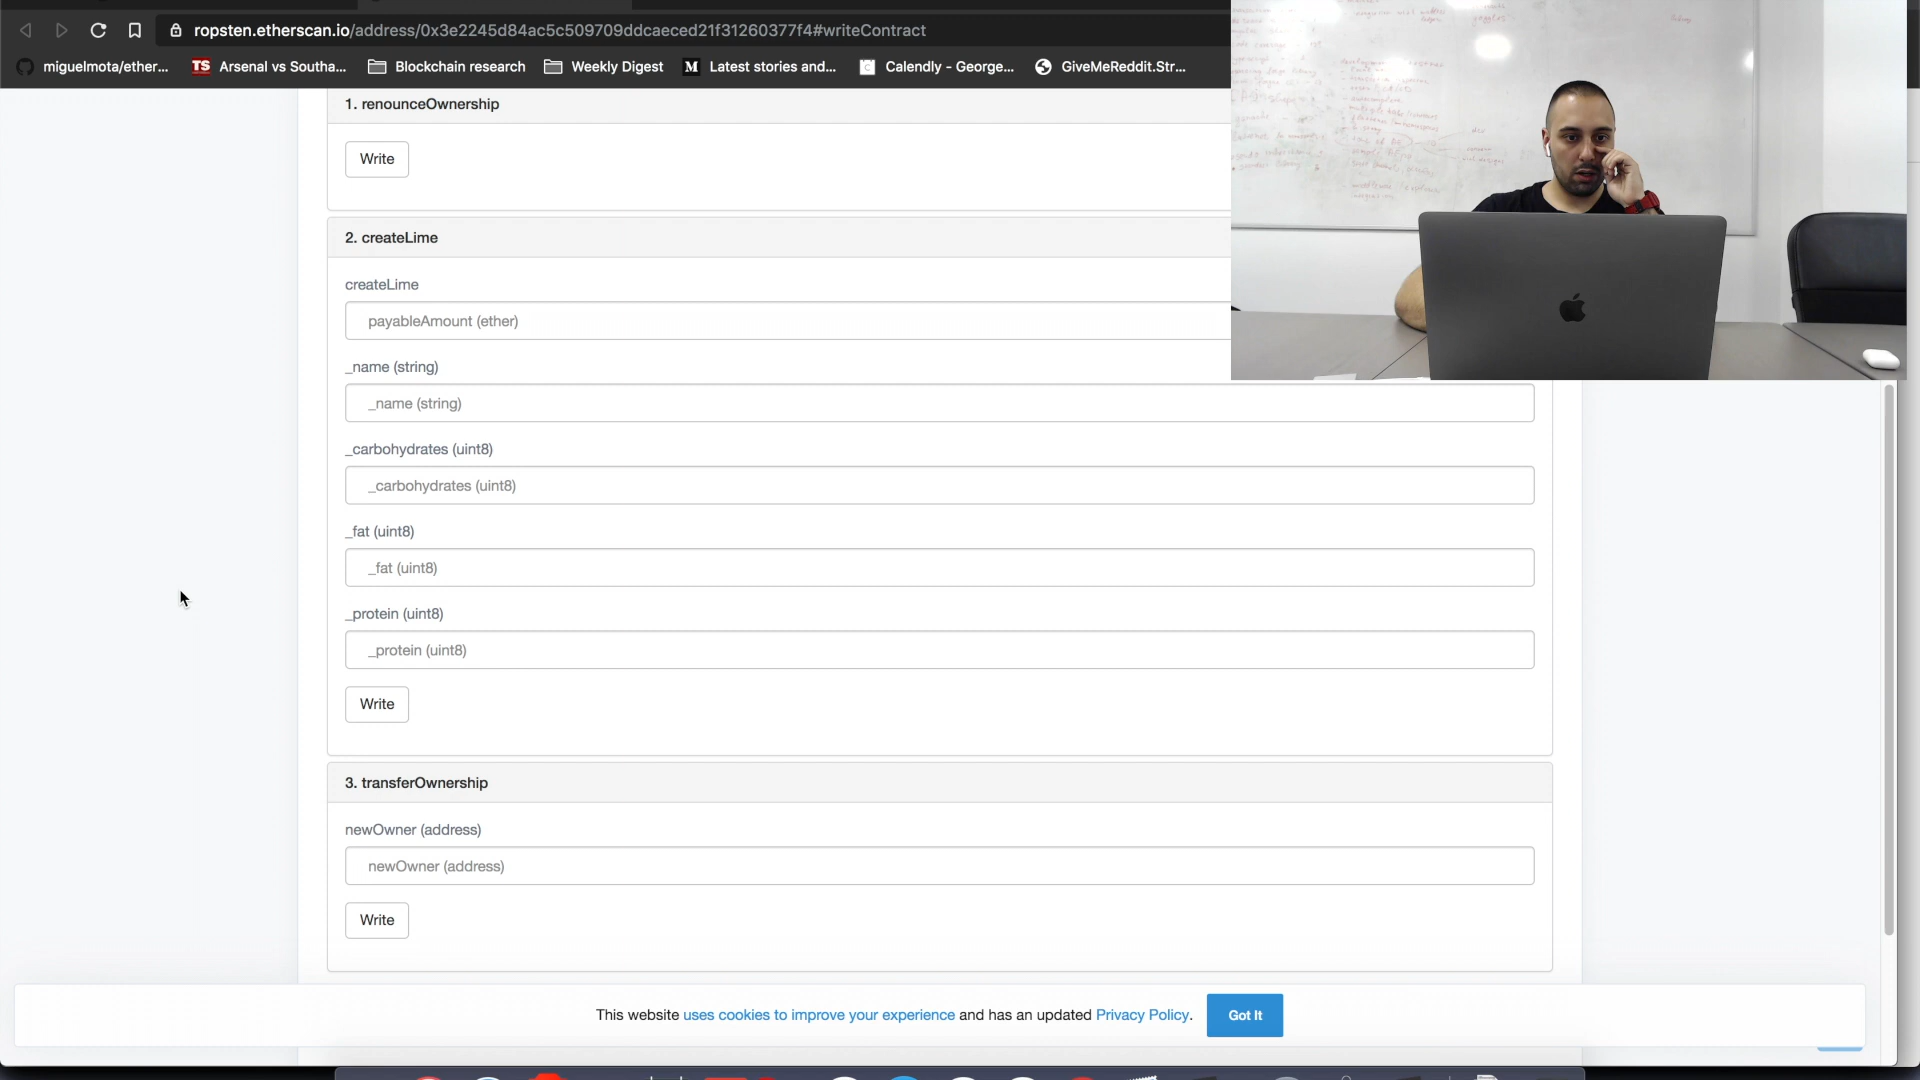 ropsten.etherscan.io/address/0x3e2245d84ac5c509709ddcaeced21f31260377f4#writeContract
miguelmota/ether... TS Arsenal vs Southa... Blockchain research Weekly Digest M Latest stories and... C Calendly - George... GiveMeReddit.Str...
1. renounceOwnership
Write
2. createLime
createLime
payableAmount (ether)
_name (string)
_name (string)
_carbohydrates (uint8)
_carbohydrates (uint8)
_fat (uint8)
_fat (uint8)
_protein (uint8)
_protein (uint8)
Write
3. transferOwnership
newOwner (address)
newOwner (address)
Write
This website uses cookies to improve your experience and has an updated Privacy Policy. Got It